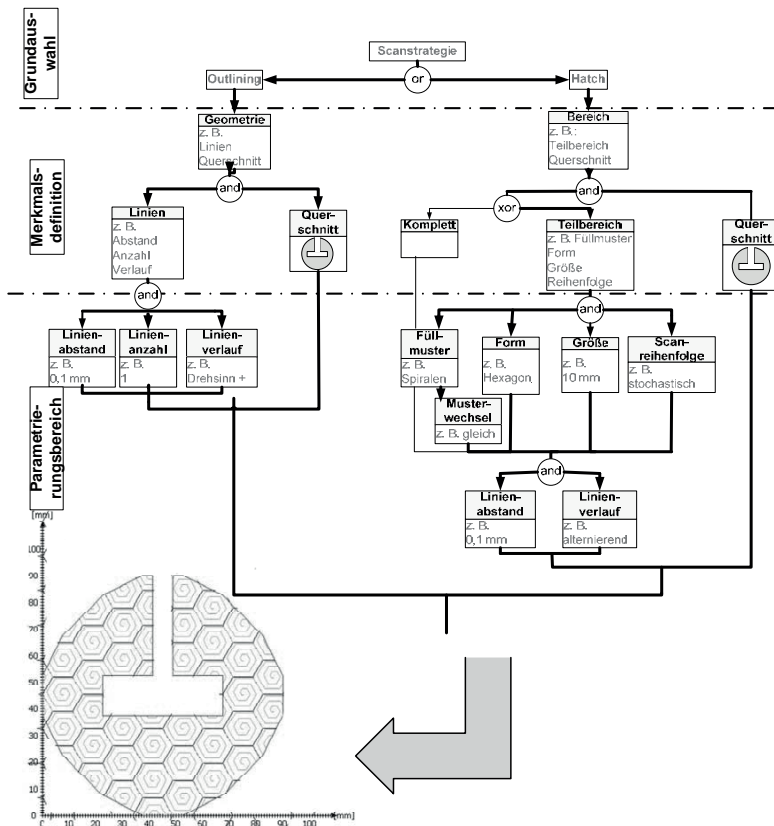 Grundaus-
wahl
Scanstrategie
Outlining
or
Hatch
Merkmals-
definition
Geometrie
z. B.
Linien
Querschnitt
Bereich
z. B.:
Teilbereich
Querschnitt
and
and
xor
Linien
z. B.
Abstand
Anzahl
Verlauf
Quer-
schnitt
Komplett
Teilbereich
z. B. Füllmuster
Form
Größe
Reihenfolge
Quer-
schnitt
Parametrie-
rungsbereich
and
and
Linien-
abstand
z. B.
0,1 mm
Linien-
anzahl
z. B.
1
Linien-
verlauf
z. B.
Drehsinn +
Füll-
muster
z. B.
Spiralen
Form
z. B.
Hexagon
Größe
z. B.
10 mm
Scan-
reihenfolge
z. B.
stochastisch
Muster-
wechsel
z. B. gleich
and
Linien-
abstand
z. B.
0,1 mm
Linien-
verlauf
z. B.
alternierend
[mm]
100
90
80
70
60
50
40
30
20
10
0
0 10 20 30 40 50 60 70 80 90 100 [mm]